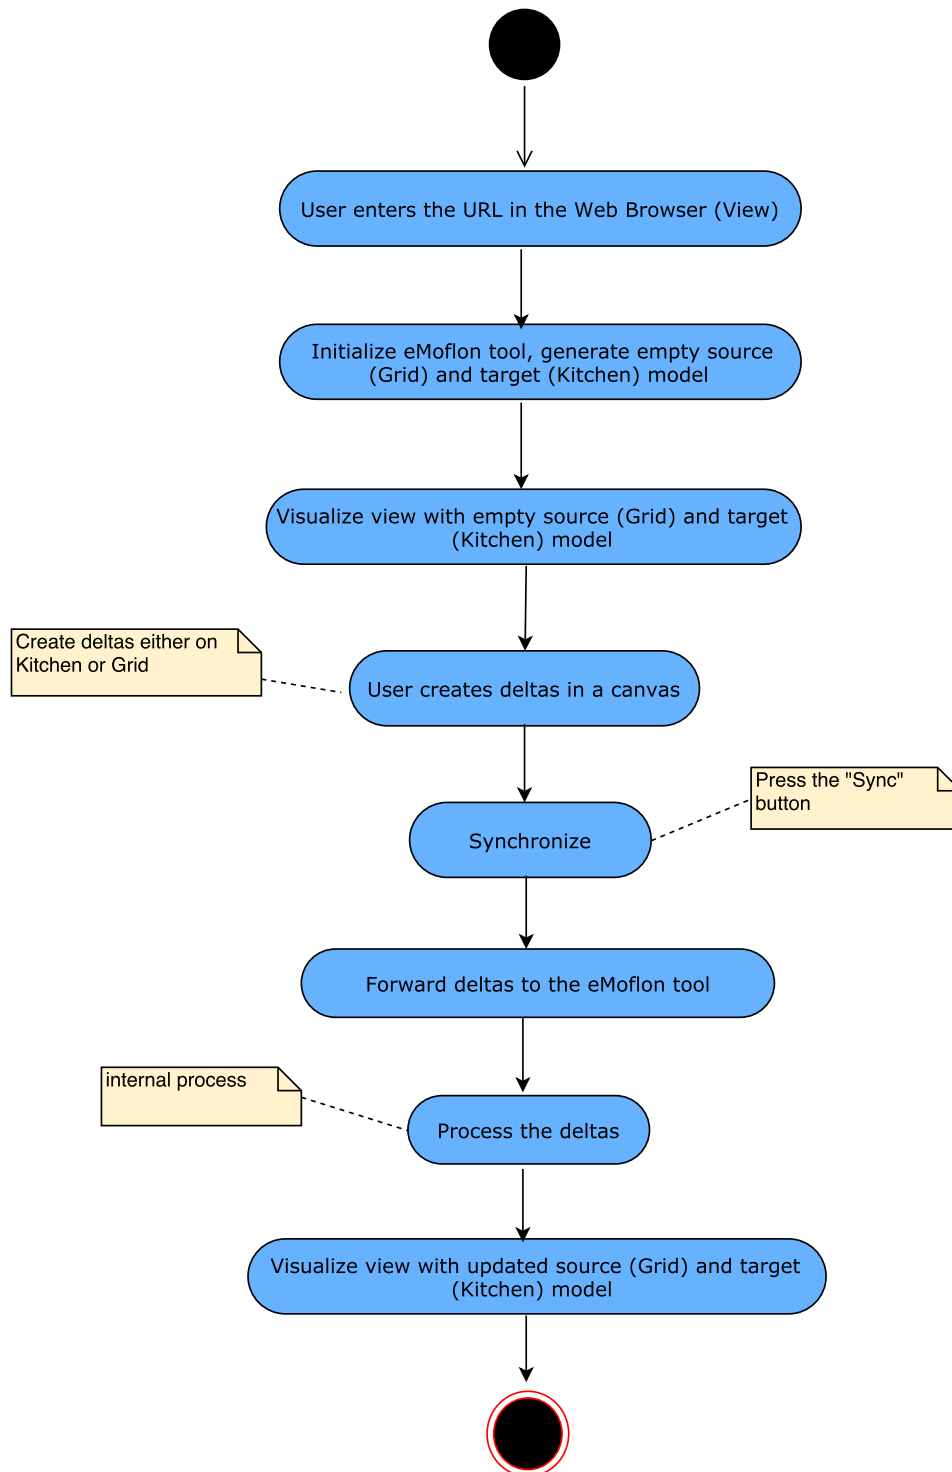 User enters the URL in the Web Browser (View)
Initialize eMoflon tool, generate empty source
(Grid) and target (Kitchen) model
Visualize view with empty source (Grid) and target
(Kitchen) model
Create deltas either on
Kitchen or Grid
User creates deltas in a canvas
Press the "Sync"
button
Synchronize
Forward deltas to the eMoflon tool
internal process
Process the deltas
Visualize view with updated source (Grid) and target
(Kitchen) model